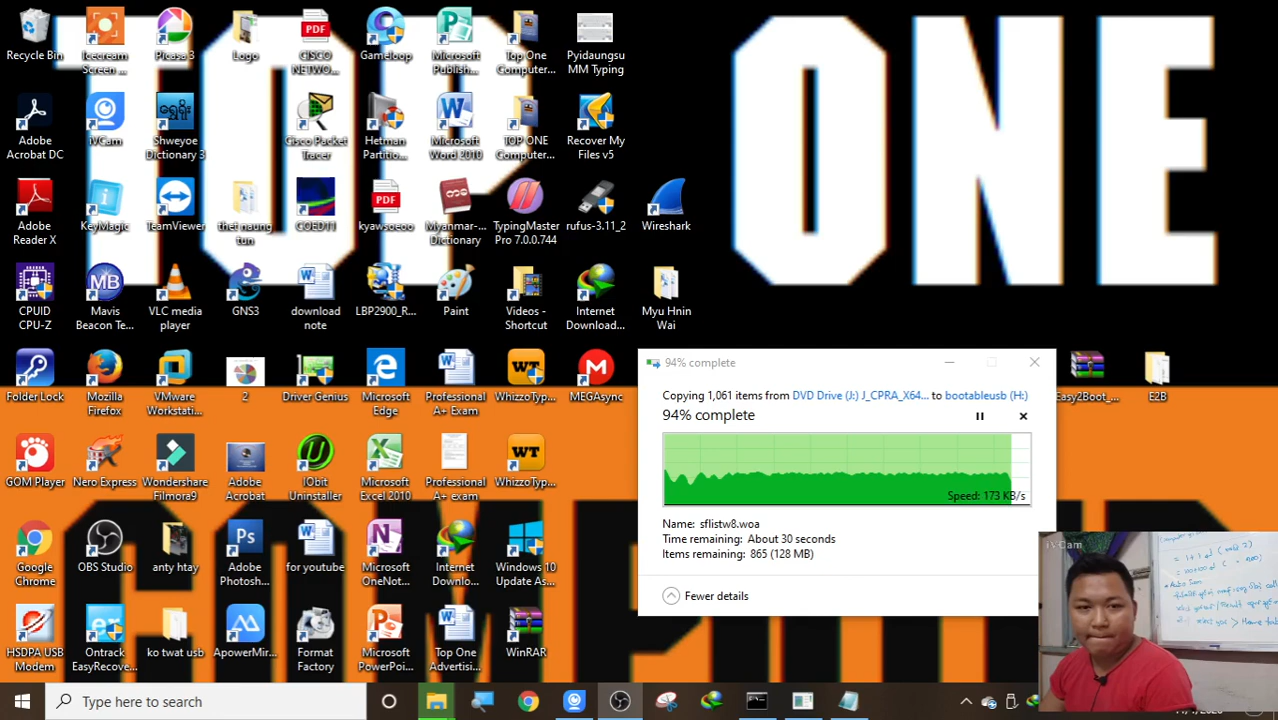 TOP ONE
Recycle Bin
Icecream
Screen ...
Picasa 3
Logo
CISCO
NETWO...
Gameloop
Microsoft
Publish...
Top One
Computer...
Pyidaungsu
MM Typing
Adobe
Acrobat DC
iVCam
Shweyoe
Dictionary 3
Cisco Packet
Tracer
Hetman
Partitio...
Microsoft
Word 2010
TOP ONE
Computer...
Recover My
Files v5
Adobe
Reader X
KeyMagic
TeamViewer
thet naung
tun
COED11
kyawsoeoo
Myanmar-...
Dictionary
TypingMaster
Pro 7.0.0.744
rufus-3.11_2
Wireshark
CPUID
CPU-Z
Mavis
Beacon Te...
VLC media
player
GNS3
download
note
LBP2900_R...
Paint
Videos -
Shortcut
Internet
Download...
Myu Hnin
Wai
Folder Lock
Mozilla
Firefox
VMware
Workstati...
2
Driver Genius
Microsoft
Edge
Professional
A+ Exam
WhizzoTyp...
MEGAsync
Easy2Boot_...
E2B
94% complete
Copying 1,061 items from DVD Drive (J:) J_CPRA_X64... to bootableusb (H:)
94% complete
Speed: 173 KB/s
Name: sflistw8.woa
Time remaining: About 30 seconds
Items remaining: 865 (128 MB)
Fewer details
GOM Player
Nero Express
Wondershare
Filmora9
Adobe
Acrobat
IObit
Uninstaller
Microsoft
Excel 2010
Professional
A+ exam
WhizzoTyp...
Google
Chrome
OBS Studio
anty htay
Adobe
Photosh...
for youtube
Microsoft
OneNot...
Internet
Downlo...
Windows 10
Update As...
HSDPA USB
Modem
Ontrack
EasyRecove...
ko twat usb
ApowerMir...
Format
Factory
Microsoft
PowerPoi...
Top One
Advertisi...
WinRAR
iVCam
Type here to search